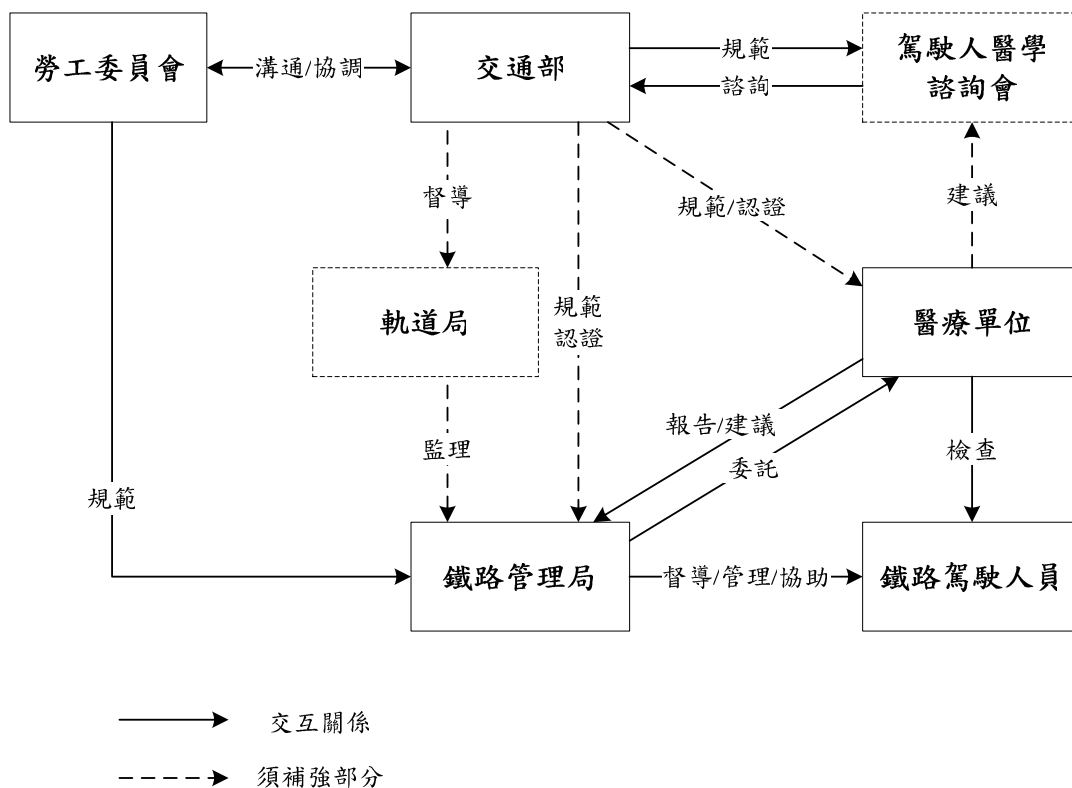 勞工委員會
溝通/協調
交通部
規範
諮詢
駕駛人醫學
諮詢會
督導
規範/認證
建議
軌道局
規範
認證
醫療單位
監理
報告/建議
委託
檢查
規範
鐵路管理局
督導/管理/協助
鐵路駕駛人員
交互關係
須補強部分